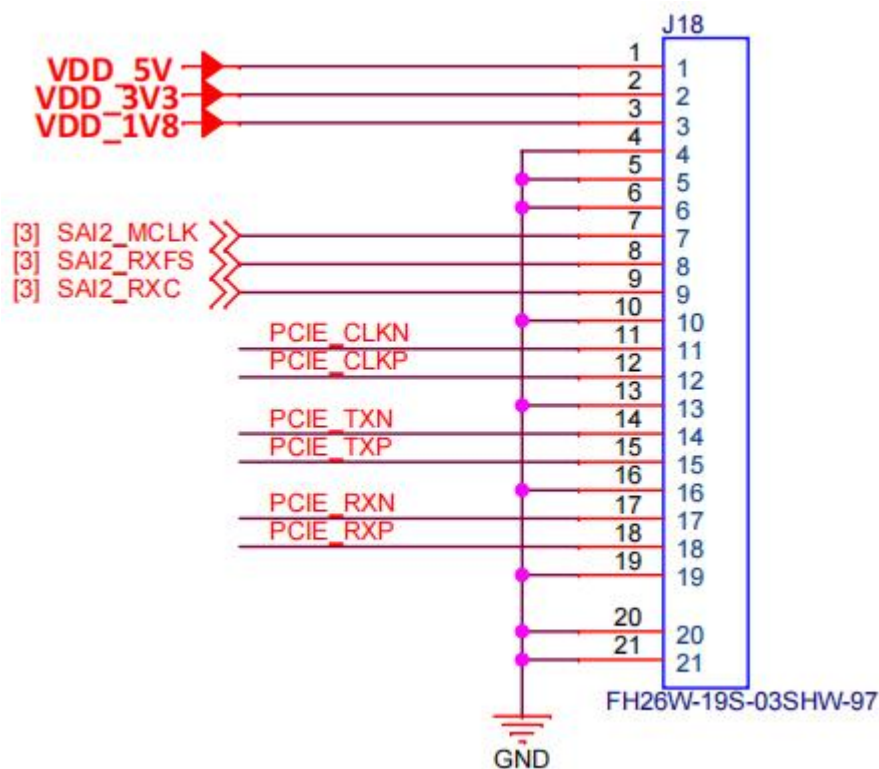 J18
VDD_5V 1 1
VDD_3V3 2 2
VDD_1V8 3 3
4 4
5 5
6 6
[3] SAI2_MCLK 7 7
[3] SAI2_RXFS 8 8
[3] SAI2_RXC 9 9
10 10
PCIE_CLKN 11 11
PCIE_CLKP 12 12
13 13
PCIE_TXN 14 14
PCIE_TXP 15 15
16 16
PCIE_RXN 17 17
PCIE_RXP 18 18
19 19
20 20
21 21
FH26W-19S-03SHW-97
GND